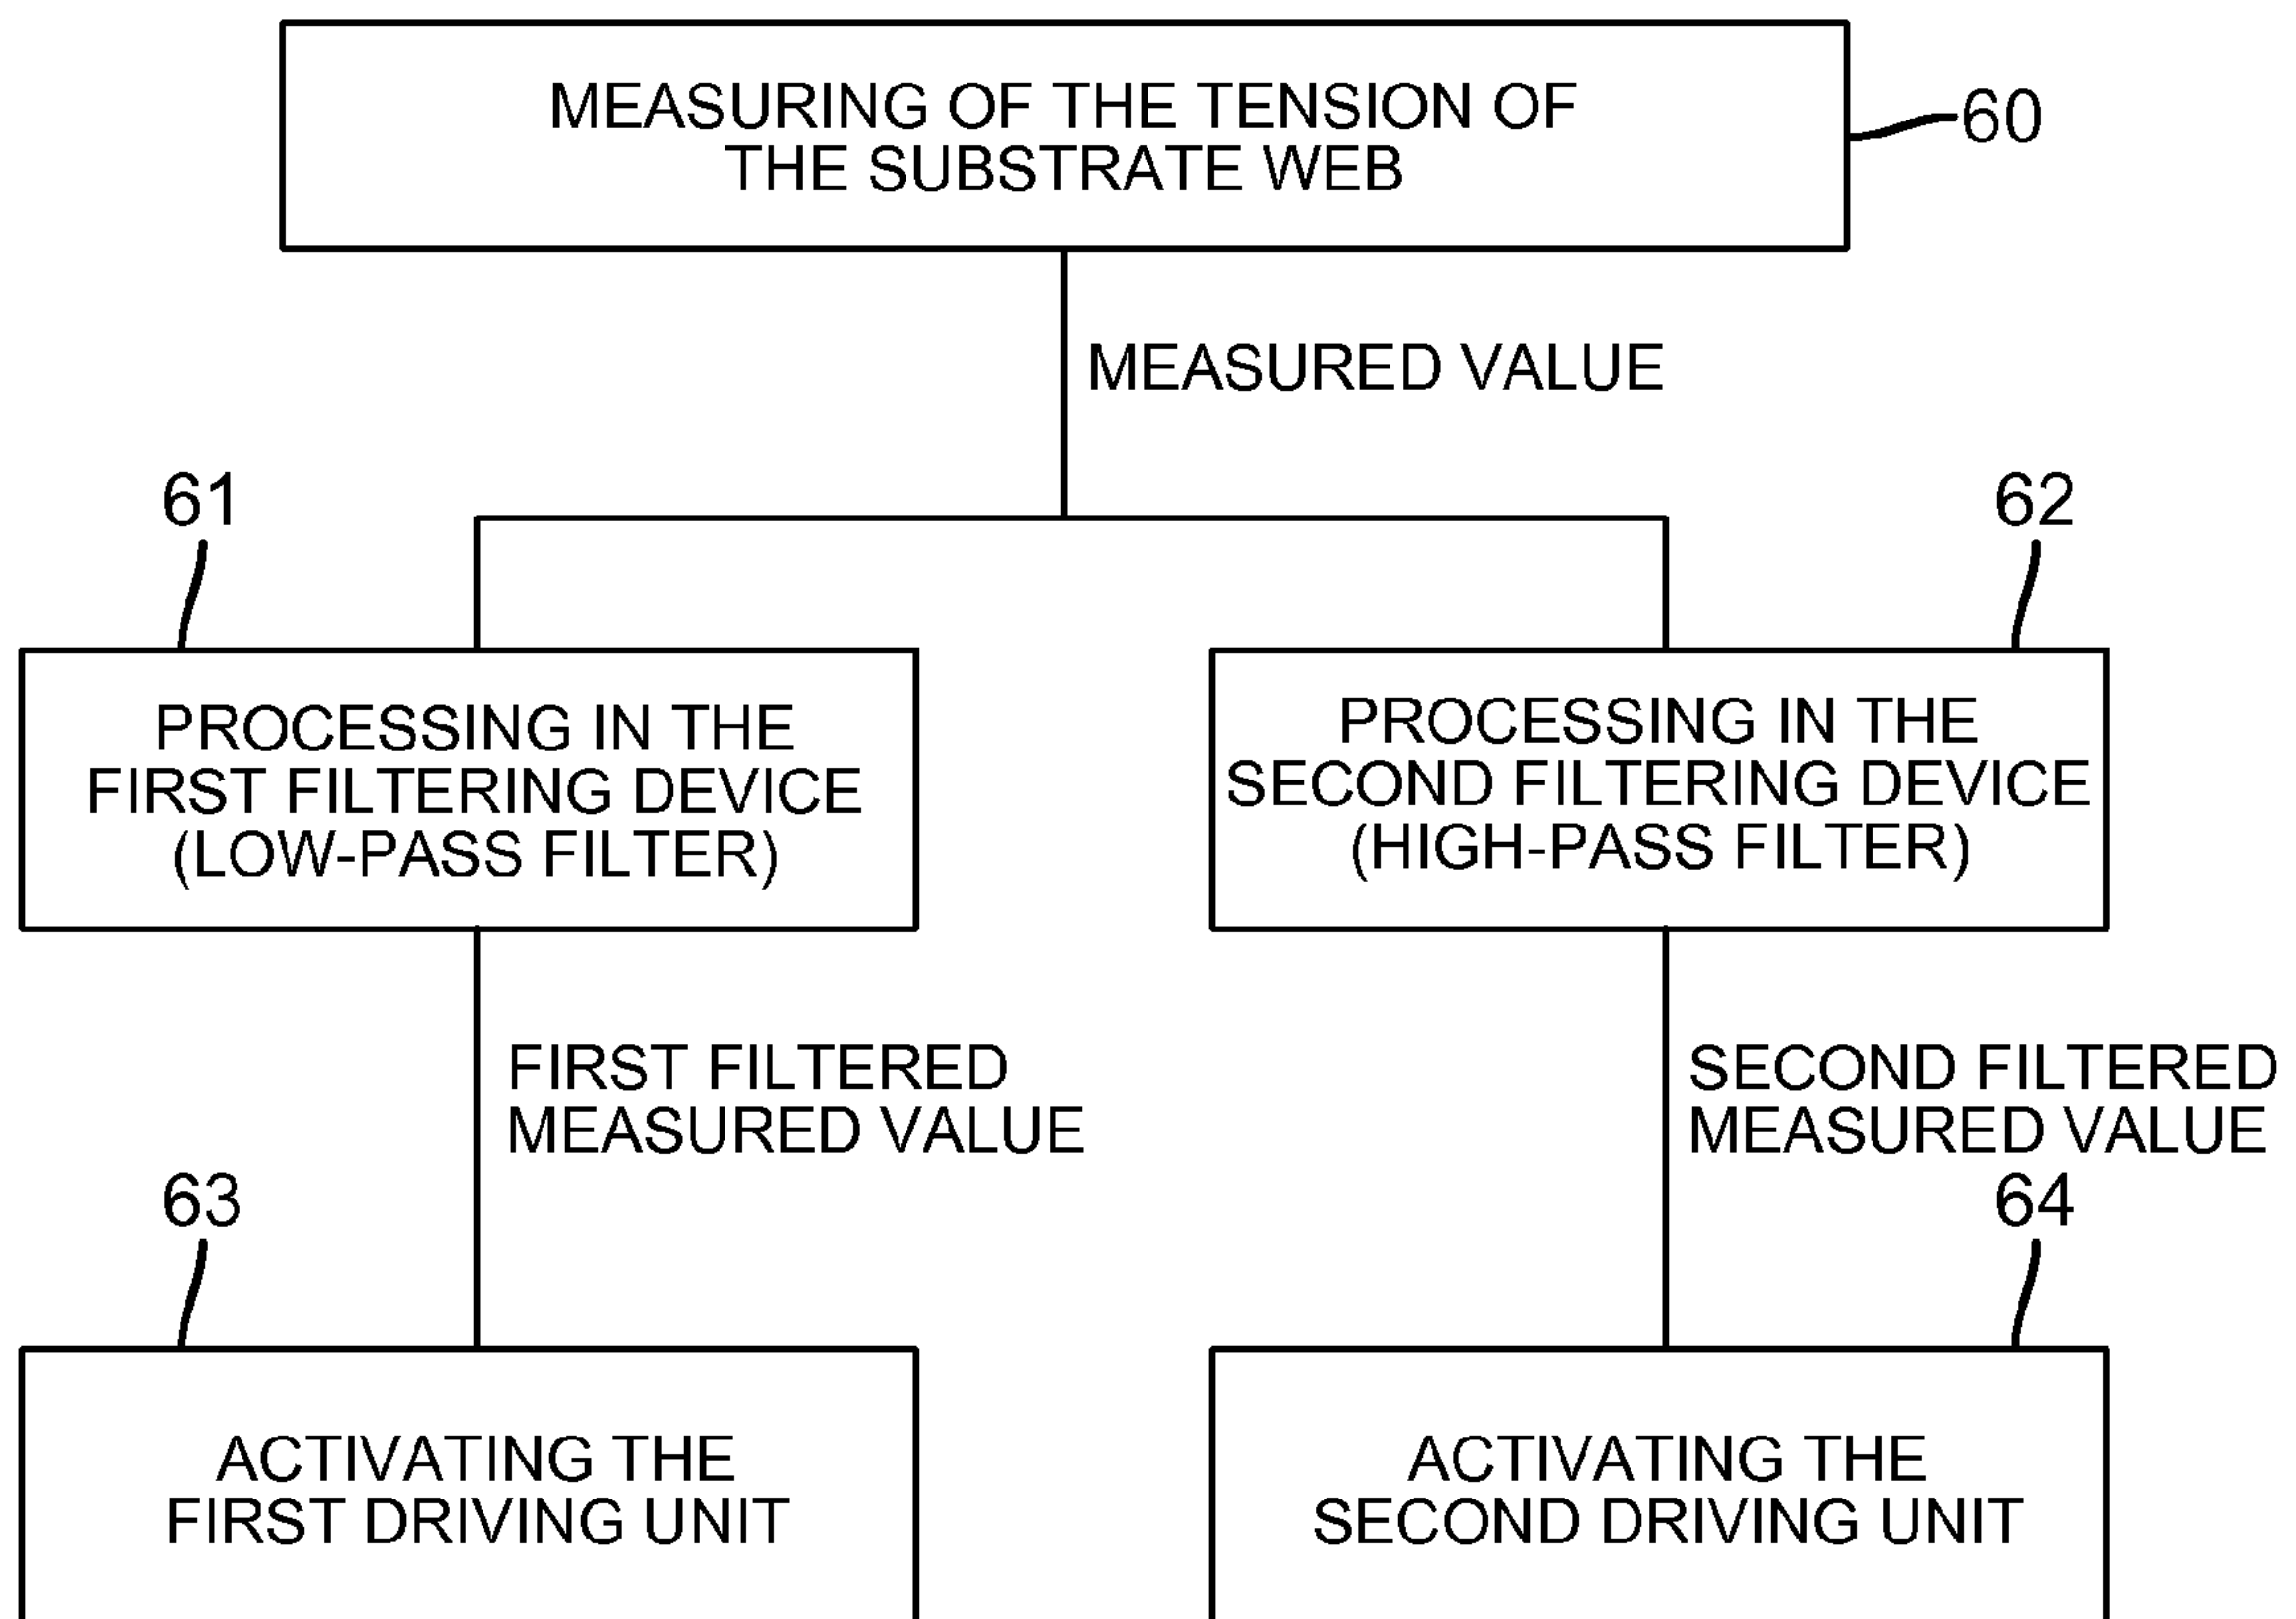 MEASURING OF THE TENSION OF
THE SUBSTRATE WEB
60
MEASURED VALUE
61
62
PROCESSING IN THE
FIRST FILTERING DEVICE
(LOW-PASS FILTER)
PROCESSING IN THE
SECOND FILTERING DEVICE
(HIGH-PASS FILTER)
FIRST FILTERED
MEASURED VALUE
SECOND FILTERED
MEASURED VALUE
63
64
ACTIVATING THE
FIRST DRIVING UNIT
ACTIVATING THE
SECOND DRIVING UNIT